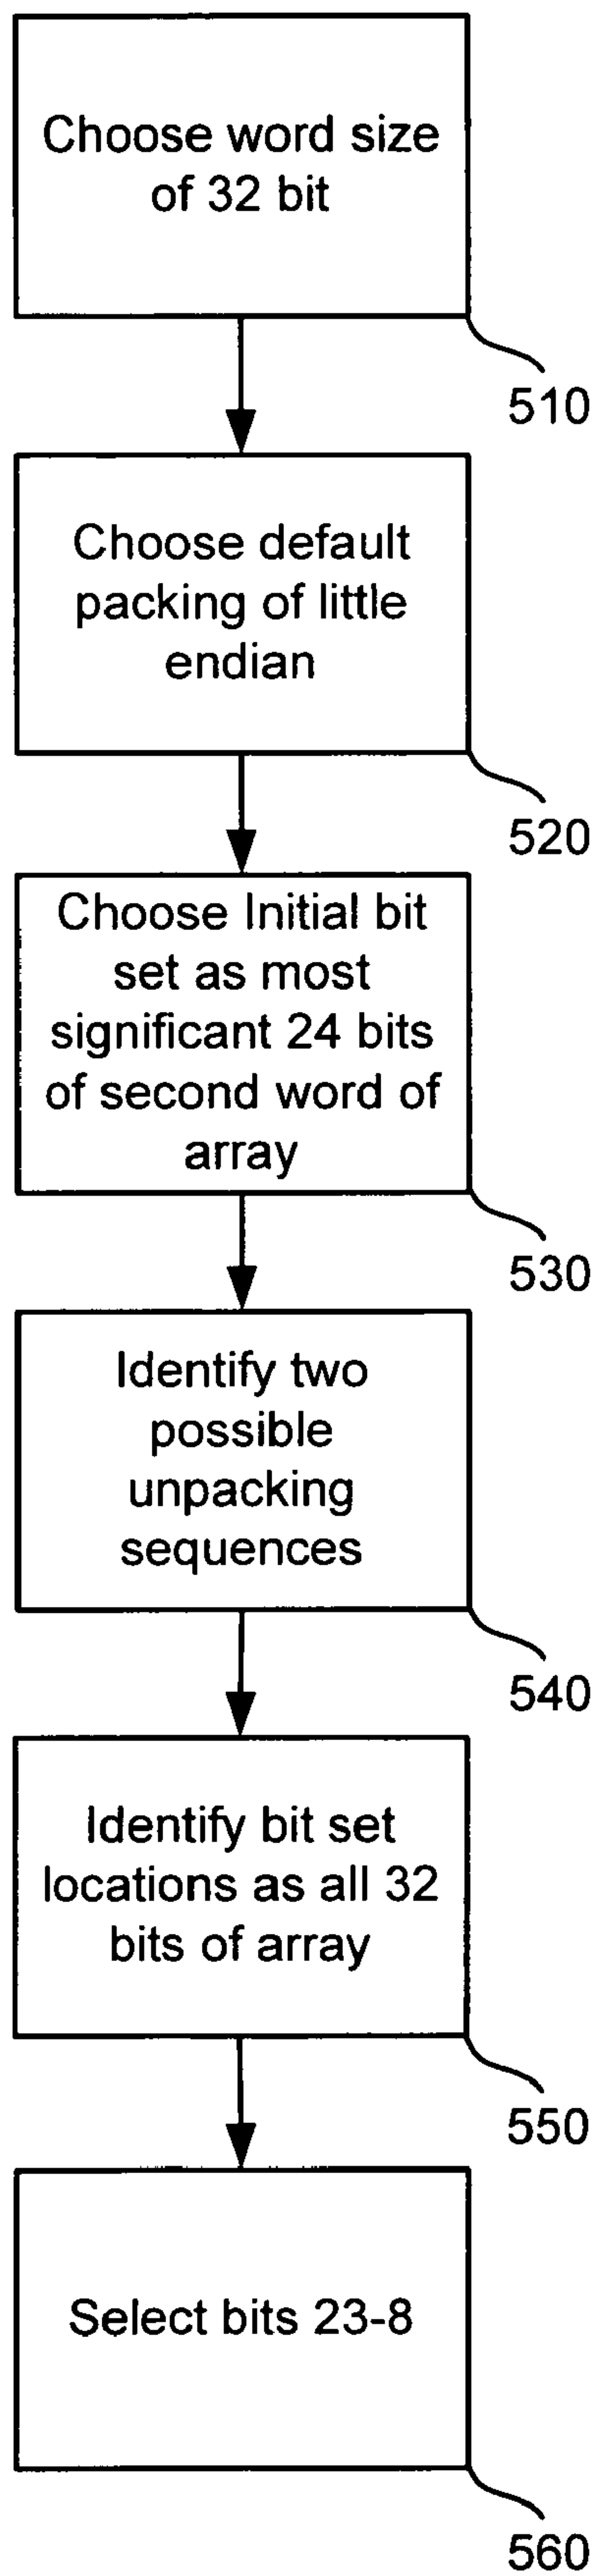 Choose word size
of 32 bit
510
Choose default
packing of little
endian
520
Choose Initial bit
set as most
significant 24 bits
of second word of
array
530
Identify two
possible
unpacking
sequences
540
Identify bit set
locations as all 32
bits of array
550
Select bits 23-8
560